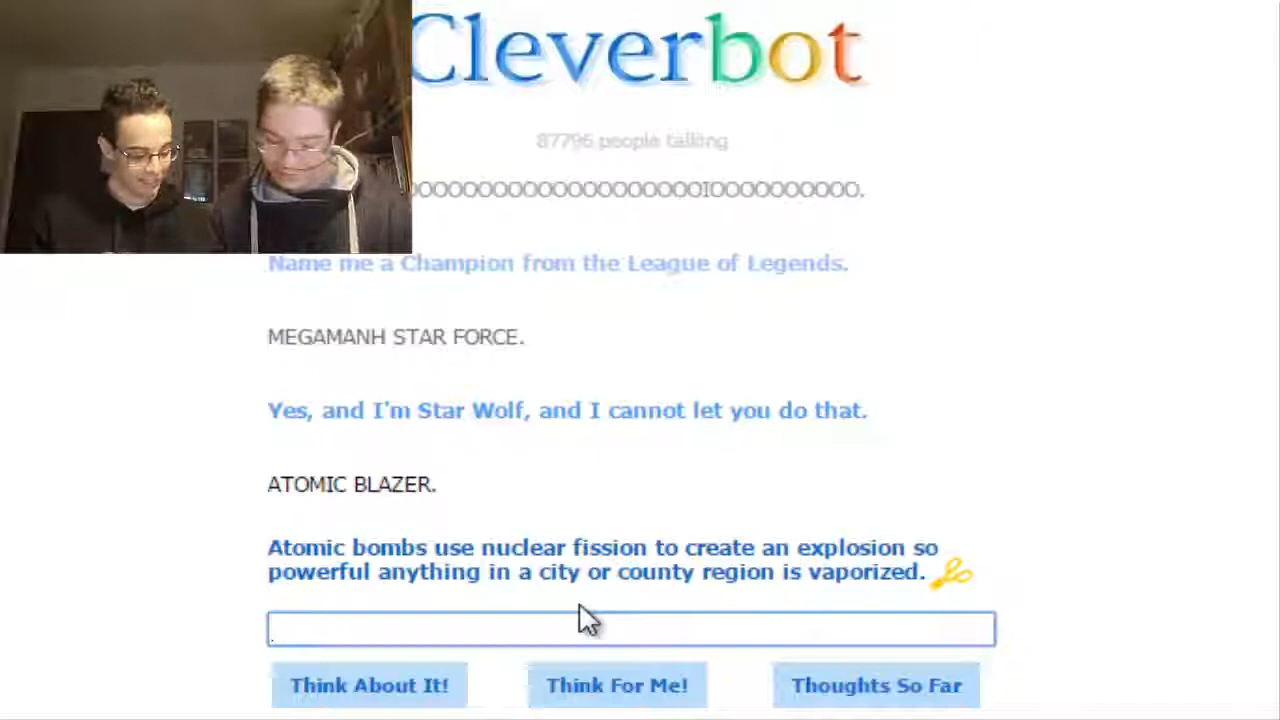 Cleverbot
87796 people talking
OOOOOOOOOOOOOOOOOOOOOIOOOOOOOOOOO.
Name me a Champion from the League of Legends.
MEGAMANH STAR FORCE.
Yes, and I'm Star Wolf, and I cannot let you do that.
ATOMIC BLAZER.
Atomic bombs use nuclear fission to create an explosion so
powerful anything in a city or county region is vaporized.
Think About It! Think For Me! Thoughts So Far